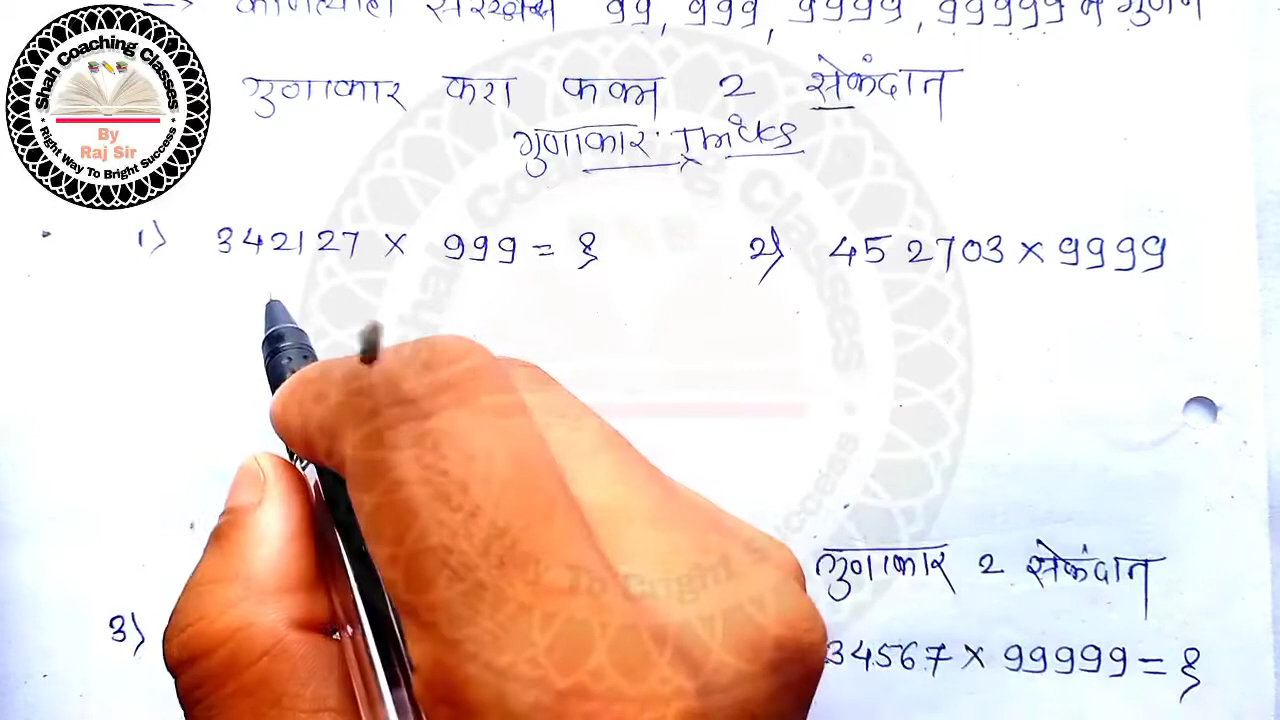 Shah Coaching Classes
By
Raj Sir
Right Way To Bright Success
99, 999, 9999, 99999 ने गुणने
गुणाकार करा फक्त 2 सेकंदात
गुणाकार Tricks
1) 342127 × 999 = ?
2) 452703 × 9999
गुणाकार 2 सेकंदात
3)
34567 × 99999 = ?